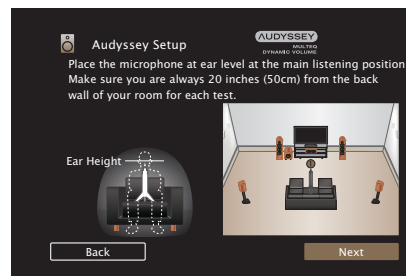 Audyssey Setup
AUDYSSEY
MULTEQ
DYNAMIC VOLUME
Place the microphone at ear level at the main listening position
Make sure you are always 20 inches (50cm) from the back
wall of your room for each test.
Ear Height
Back
Next